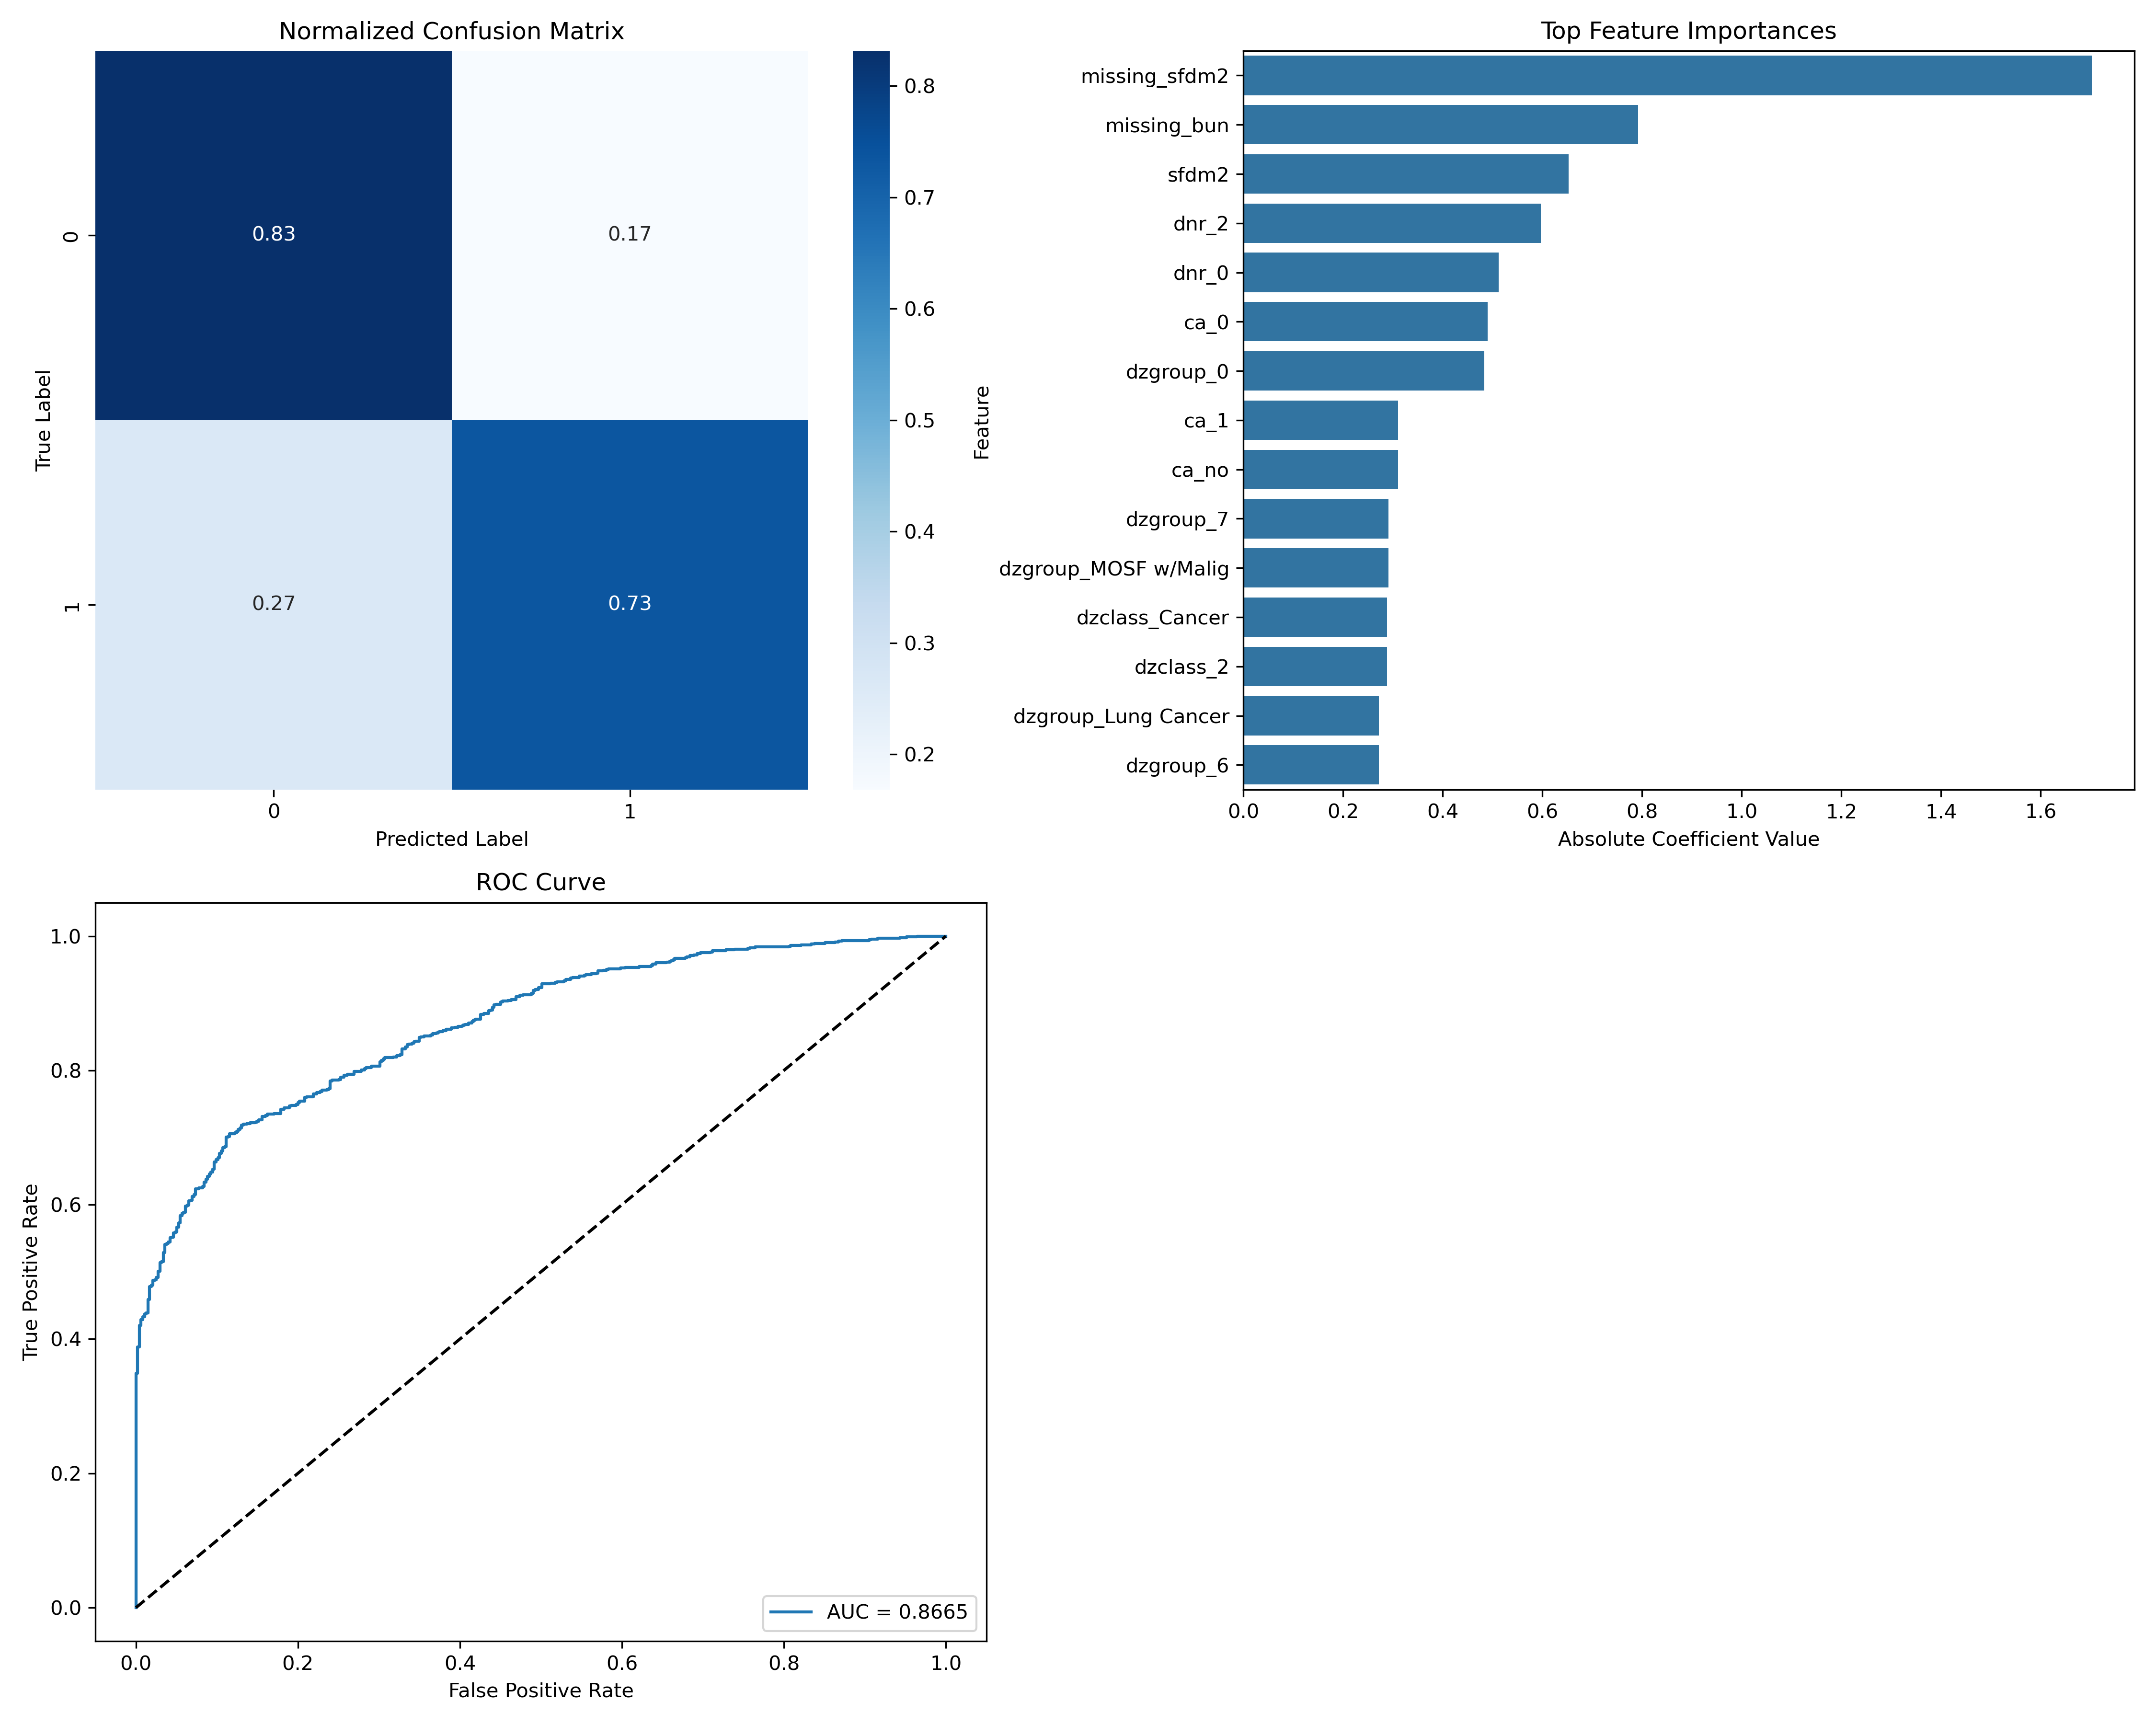 Normalized Confusion Matrix
True Label
0
1
0.83
0.17
0.27
0.73
0
1
Predicted Label
0.8
0.7
0.6
0.5
0.4
0.3
0.2
Top Feature Importances
Feature
missing_sfdm2
missing_bun
sfdm2
dnr_2
dnr_0
ca_0
dzgroup_0
ca_1
ca_no
dzgroup_7
dzgroup_MOSF w/Malig
dzclass_Cancer
dzclass_2
dzgroup_Lung Cancer
dzgroup_6
0.0 0.2 0.4 0.6 0.8 1.0 1.2 1.4 1.6
Absolute Coefficient Value
ROC Curve
True Positive Rate
1.0
0.8
0.6
0.4
0.2
0.0
AUC = 0.8665
0.0 0.2 0.4 0.6 0.8 1.0
False Positive Rate